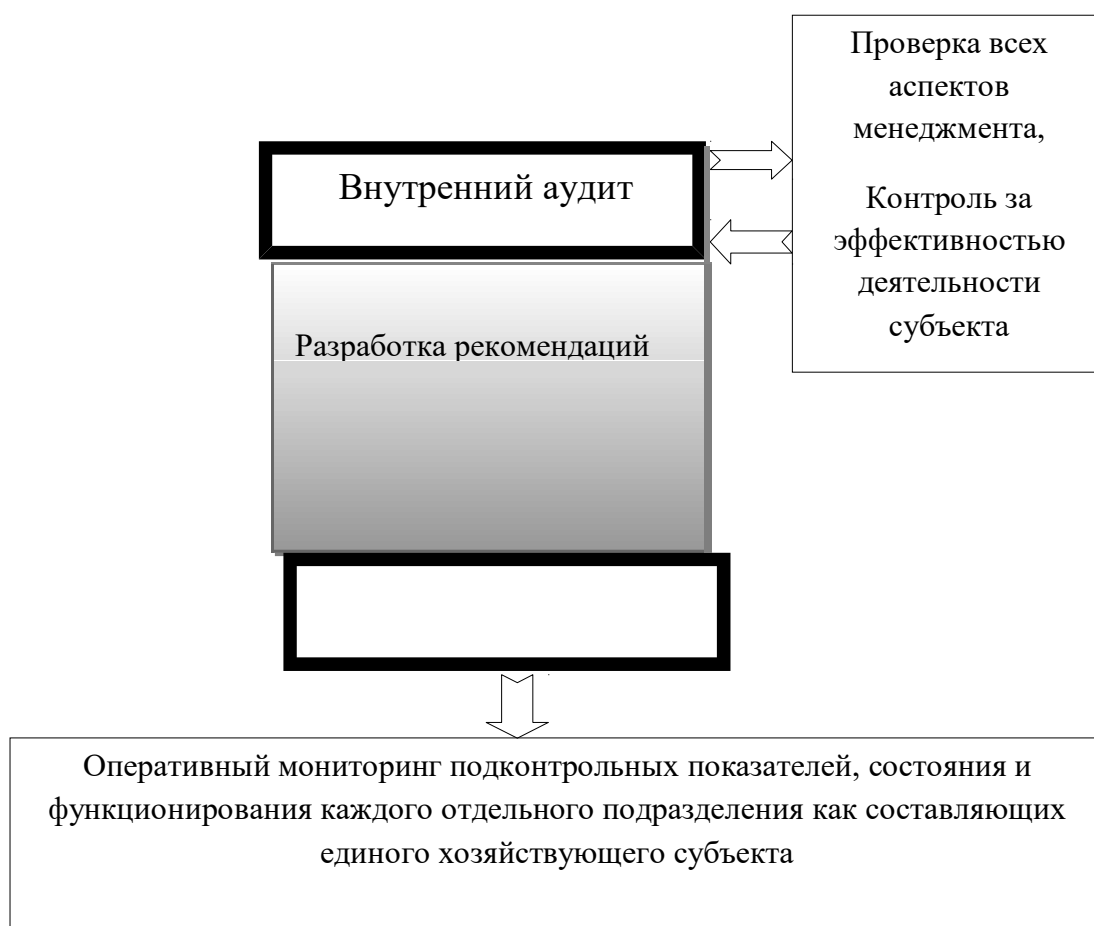 Проверка всех
аспектов
менеджмента,
Контроль за
эффективностью
деятельности
субъекта
Внутренний аудит
Разработка рекомендаций
Оперативный мониторинг подконтрольных показателей, состояния и
функционирования каждого отдельного подразделения как составляющих
единого хозяйствующего субъекта